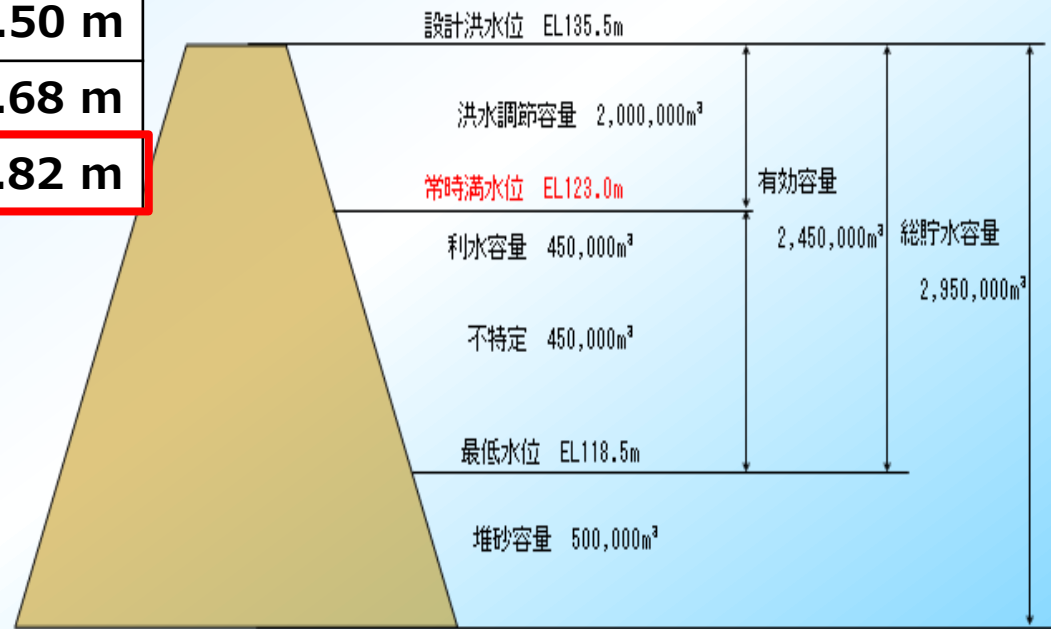 .50 m
.68 m
.82 m
設計洪水位 EL135.5m
洪水調節容量 2,000,000m³
常時満水位 EL123.0m
有効容量
2,450,000m³
総貯水容量
2,950,000m³
利水容量 450,000m³
不特定 450,000m³
最低水位 EL118.5m
堆砂容量 500,000m³